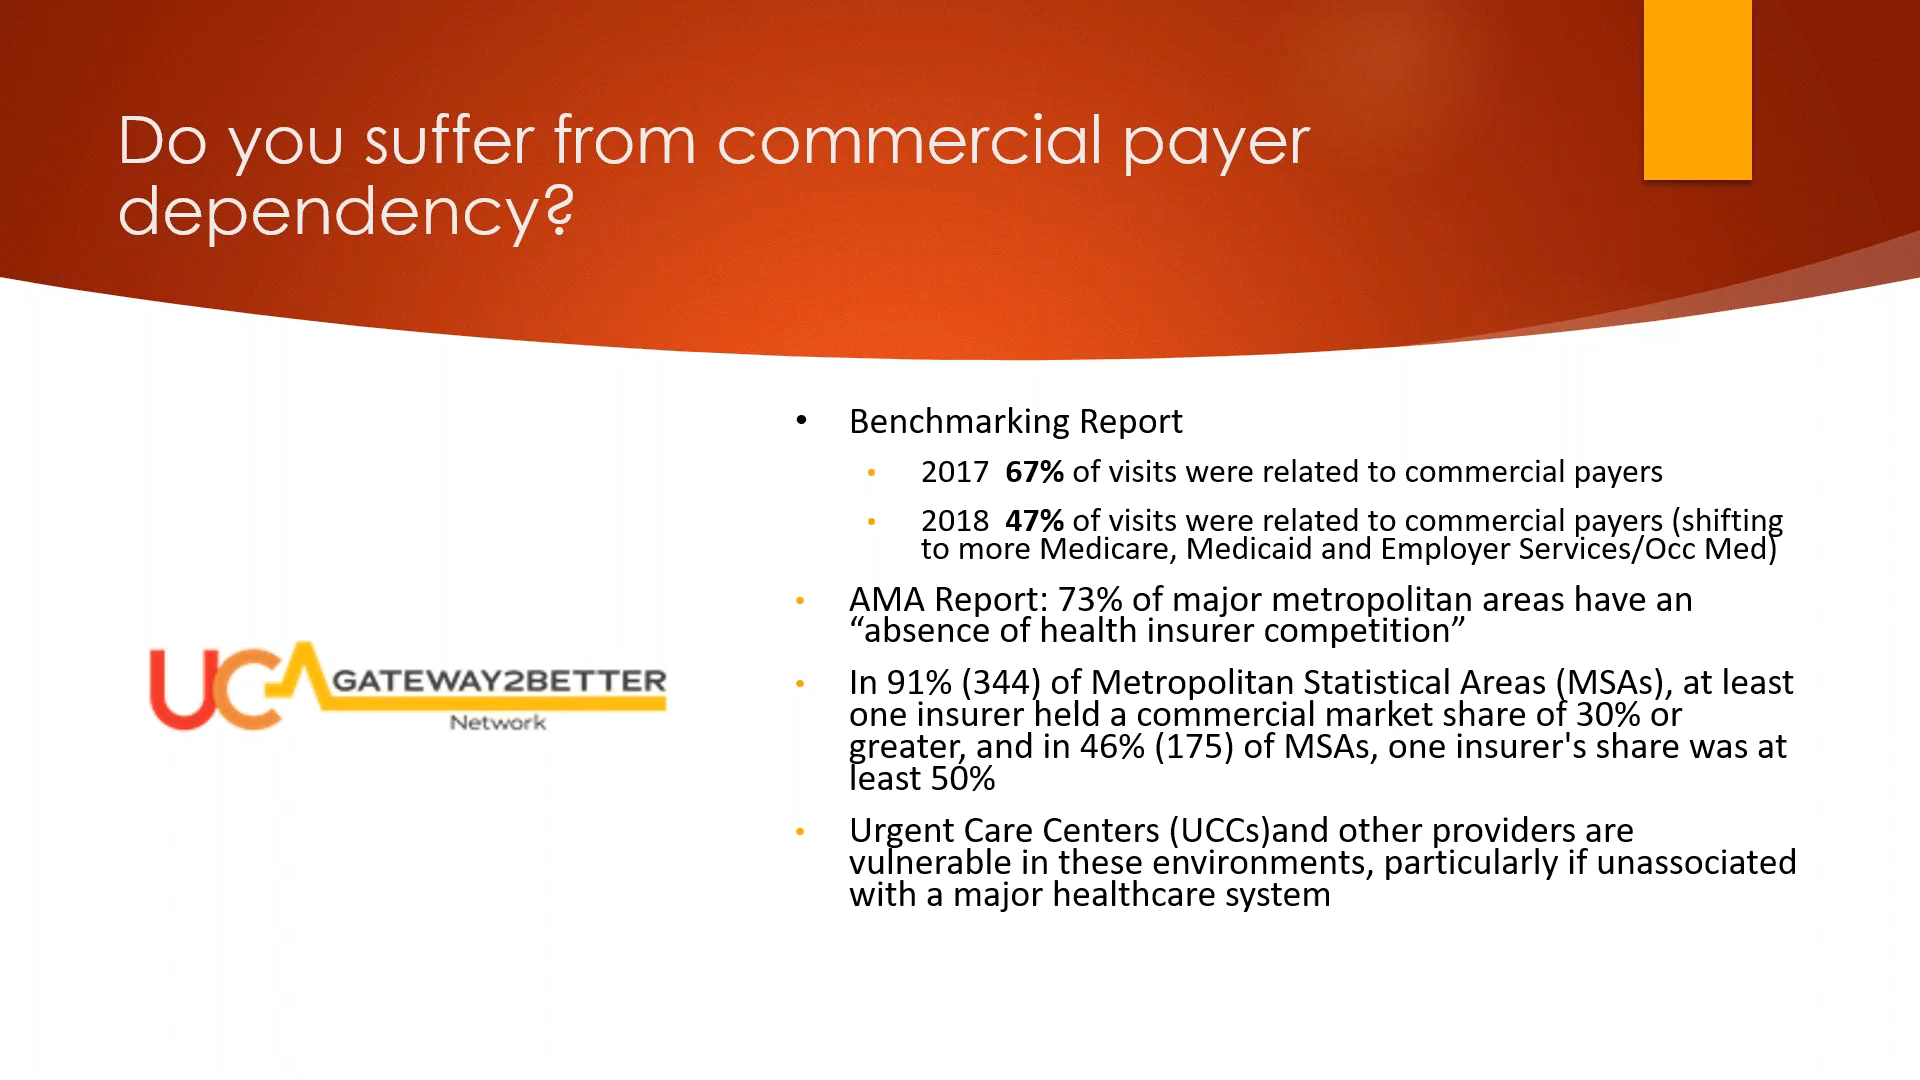 Do you suffer from commercial payer
dependency?
• Benchmarking Report
• 2017  67% of visits were related to commercial payers
• 2018  47% of visits were related to commercial payers (shifting
to more Medicare, Medicaid and Employer Services/Occ Med)
• AMA Report: 73% of major metropolitan areas have an
“absence of health insurer competition”
• In 91% (344) of Metropolitan Statistical Areas (MSAs), at least
one insurer held a commercial market share of 30% or
greater, and in 46% (175) of MSAs, one insurer's share was at
least 50%
• Urgent Care Centers (UCCs)and other providers are
vulnerable in these environments, particularly if unassociated
with a major healthcare system
UCA GATEWAY2BETTER
Network